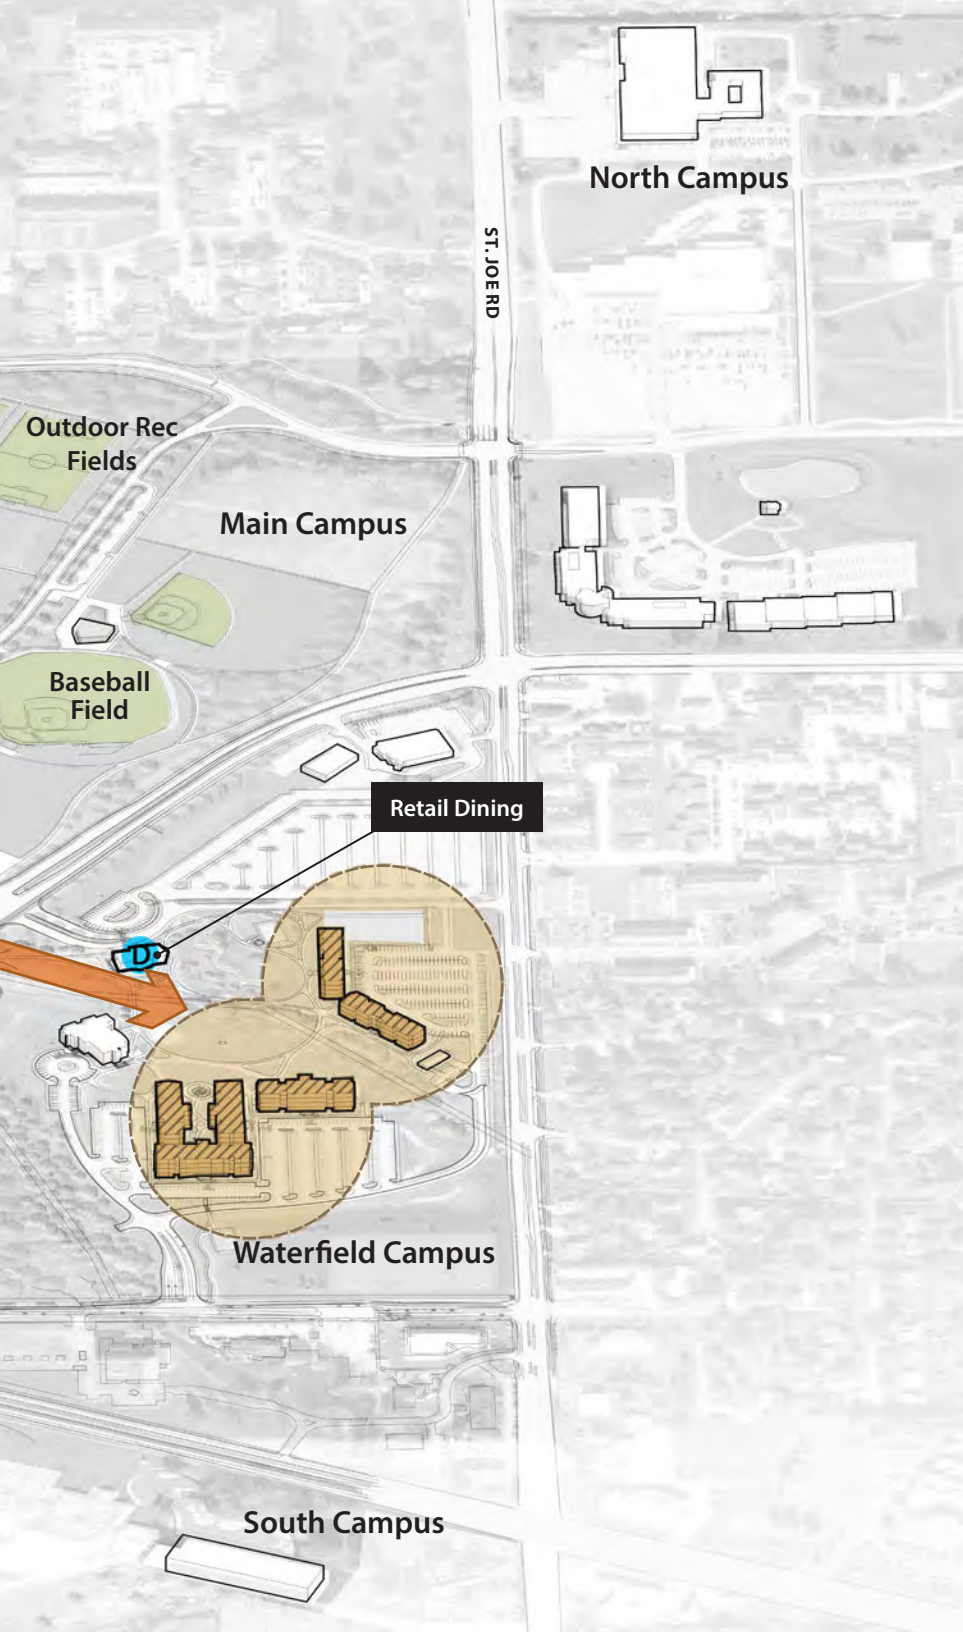 North Campus
ST. JOE RD
Outdoor Rec
Fields
Main Campus
Baseball
Field
Retail Dining
D
Waterfield Campus
South Campus